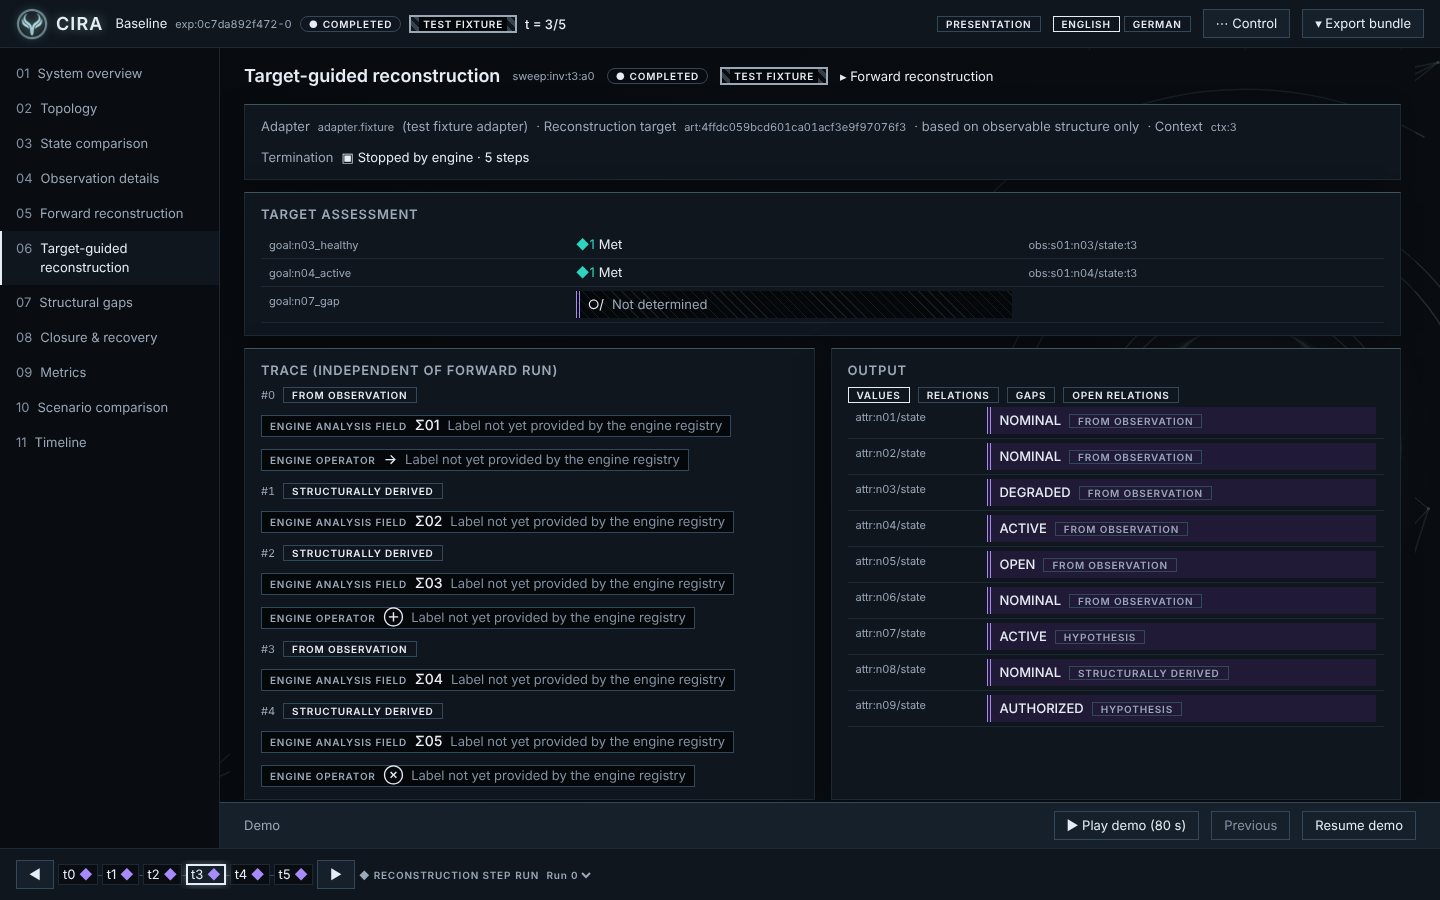 CIRA Baseline exp:0c7da892f472-0 ● COMPLETED TEST FIXTURE t = 3/5 PRESENTATION ENGLISH GERMAN ··· Control ▾ Export bundle
01 System overview
02 Topology
03 State comparison
04 Observation details
05 Forward reconstruction
06 Target-guided
reconstruction
07 Structural gaps
08 Closure & recovery
09 Metrics
10 Scenario comparison
11 Timeline
Target-guided reconstruction sweep:inv:t3:a0 ● COMPLETED TEST FIXTURE ▸ Forward reconstruction
Adapter adapter.fixture (test fixture adapter) · Reconstruction target art:4ffdc059bcd601ca01acf3e9f97076f3 · based on observable structure only · Context ctx:3
Termination ▣ Stopped by engine · 5 steps
TARGET ASSESSMENT
goal:n03_healthy ◆1 Met obs:s01:n03/state:t3
goal:n04_active ◆1 Met obs:s01:n04/state:t3
goal:n07_gap O/ Not determined
TRACE (INDEPENDENT OF FORWARD RUN)
#0 FROM OBSERVATION
ENGINE ANALYSIS FIELD Σ01 Label not yet provided by the engine registry
ENGINE OPERATOR → Label not yet provided by the engine registry
#1 STRUCTURALLY DERIVED
ENGINE ANALYSIS FIELD Σ02 Label not yet provided by the engine registry
#2 STRUCTURALLY DERIVED
ENGINE ANALYSIS FIELD Σ03 Label not yet provided by the engine registry
ENGINE OPERATOR ⊕ Label not yet provided by the engine registry
#3 FROM OBSERVATION
ENGINE ANALYSIS FIELD Σ04 Label not yet provided by the engine registry
#4 STRUCTURALLY DERIVED
ENGINE ANALYSIS FIELD Σ05 Label not yet provided by the engine registry
ENGINE OPERATOR ⊗ Label not yet provided by the engine registry
OUTPUT
VALUES RELATIONS GAPS OPEN RELATIONS
attr:n01/state NOMINAL FROM OBSERVATION
attr:n02/state NOMINAL FROM OBSERVATION
attr:n03/state DEGRADED FROM OBSERVATION
attr:n04/state ACTIVE FROM OBSERVATION
attr:n05/state OPEN FROM OBSERVATION
attr:n06/state NOMINAL FROM OBSERVATION
attr:n07/state ACTIVE HYPOTHESIS
attr:n08/state NOMINAL STRUCTURALLY DERIVED
attr:n09/state AUTHORIZED HYPOTHESIS
Demo ▶ Play demo (80 s) Previous Resume demo
◀ t0 ◆ t1 ◆ t2 ◆ t3 ◆ t4 ◆ t5 ◆ ▶ ◆ RECONSTRUCTION STEP RUN Run 0